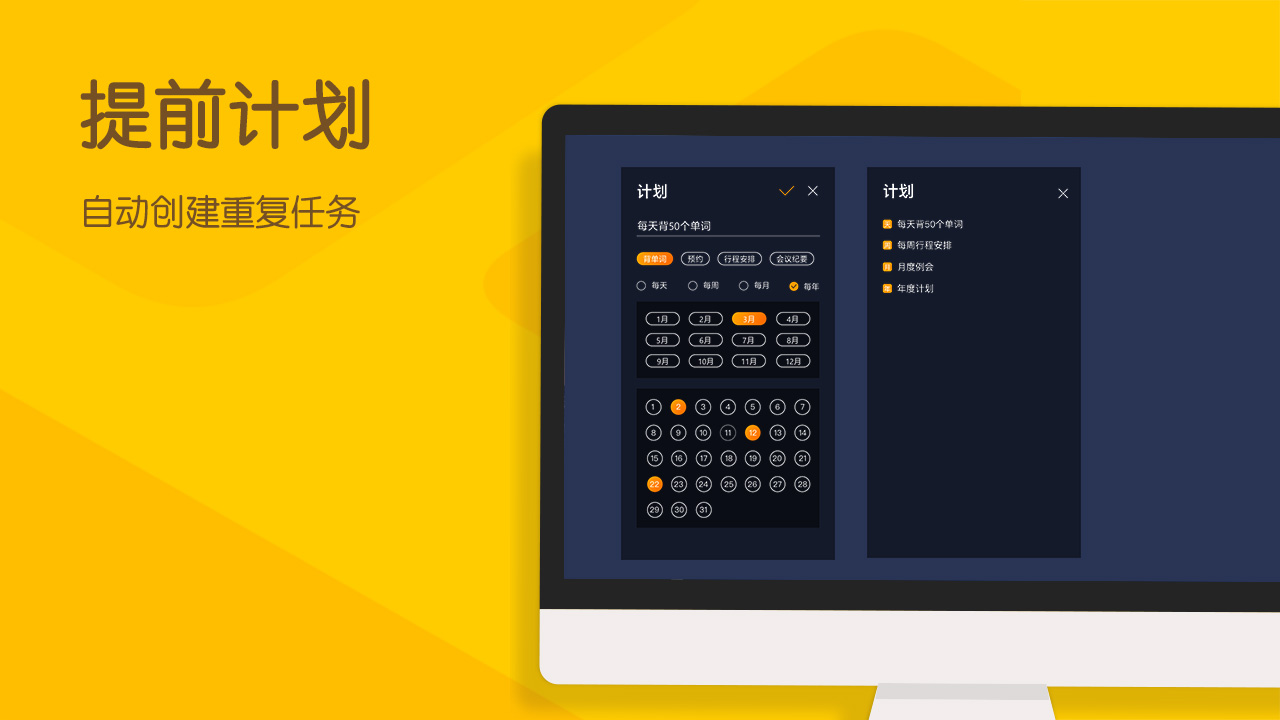 提前计划
自动创建重复任务
计划
每天背50个单词
背单词 预约 行程安排 会议纪要
每天 每周 每月 每年
1月 2月 3月 4月
5月 6月 7月 8月
9月 10月 11月 12月
1 2 3 4 5 6 7
8 9 10 11 12 13 14
15 16 17 18 19 20 21
22 23 24 25 26 27 28
29 30 31
计划
天 每天背50个单词
周 每周行程安排
月 月度例会
年 年度计划